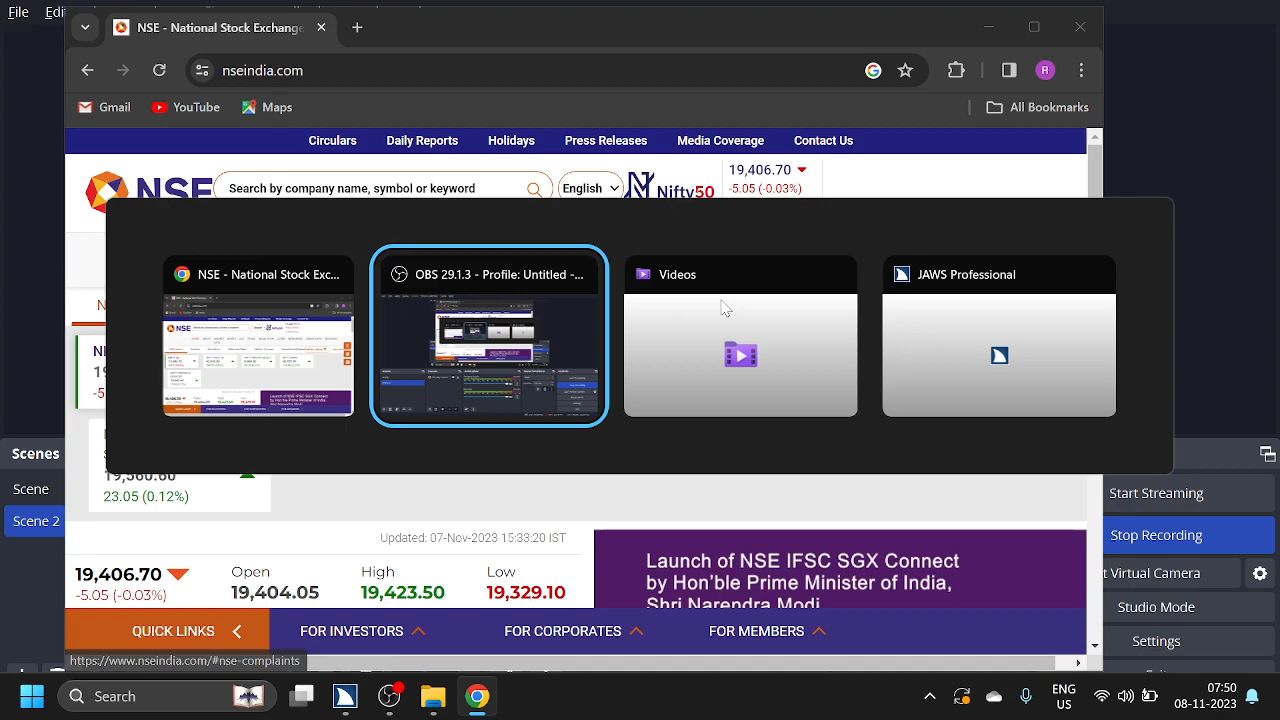 File
NSE - National Stock Exchange
nseindia.com
R
Gmail
YouTube
Maps
All Bookmarks
Circulars
Daily Reports
Holidays
Press Releases
Media Coverage
Contact Us
NSE
Search by company name, symbol or keyword
English
Nifty50
19,406.70
-5.05 (-0.03%)
NSE - National Stock Exc...
OBS 29.1.3 - Profile: Untitled -...
Videos
JAWS Professional
23.05 (0.12%)
Updated: 07-Nov-2023 15:33:20 IST
19,406.70
-5.05 (-0.03%)
Open
19,404.05
High
19,423.50
Low
19,329.10
Launch of NSE IFSC SGX Connect
by Hon'ble Prime Minister of India,
Shri Narendra Modi
QUICK LINKS
FOR INVESTORS
FOR CORPORATES
FOR MEMBERS
https://www.nseindia.com/#nse-complaints
Scenes
Scene
Scene 2
Start Streaming
Stop Recording
t Virtual Camera
Studio Mode
Settings
Search
ENG
US
07:50
-11-2023